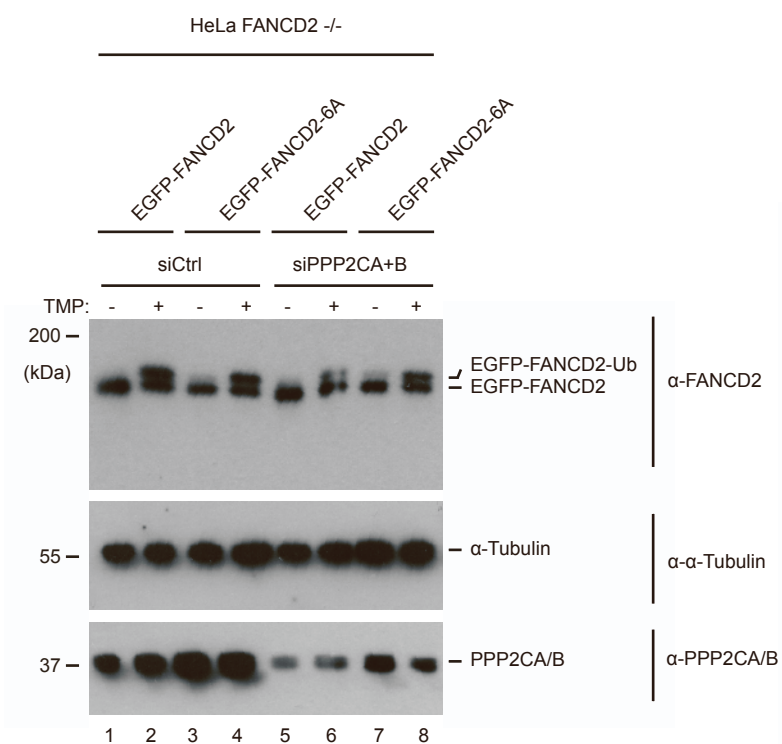 HeLa FANCD2 -/-
EGFP-FANCD2
EGFP-FANCD2-6A
EGFP-FANCD2
EGFP-FANCD2-6A
siCtrl
siPPP2CA+B
TMP: - + - + - + - +
200
(kDa)
EGFP-FANCD2-Ub
EGFP-FANCD2
α-FANCD2
55
α-Tubulin
α-α-Tubulin
37
PPP2CA/B
α-PPP2CA/B
1 2 3 4 5 6 7 8